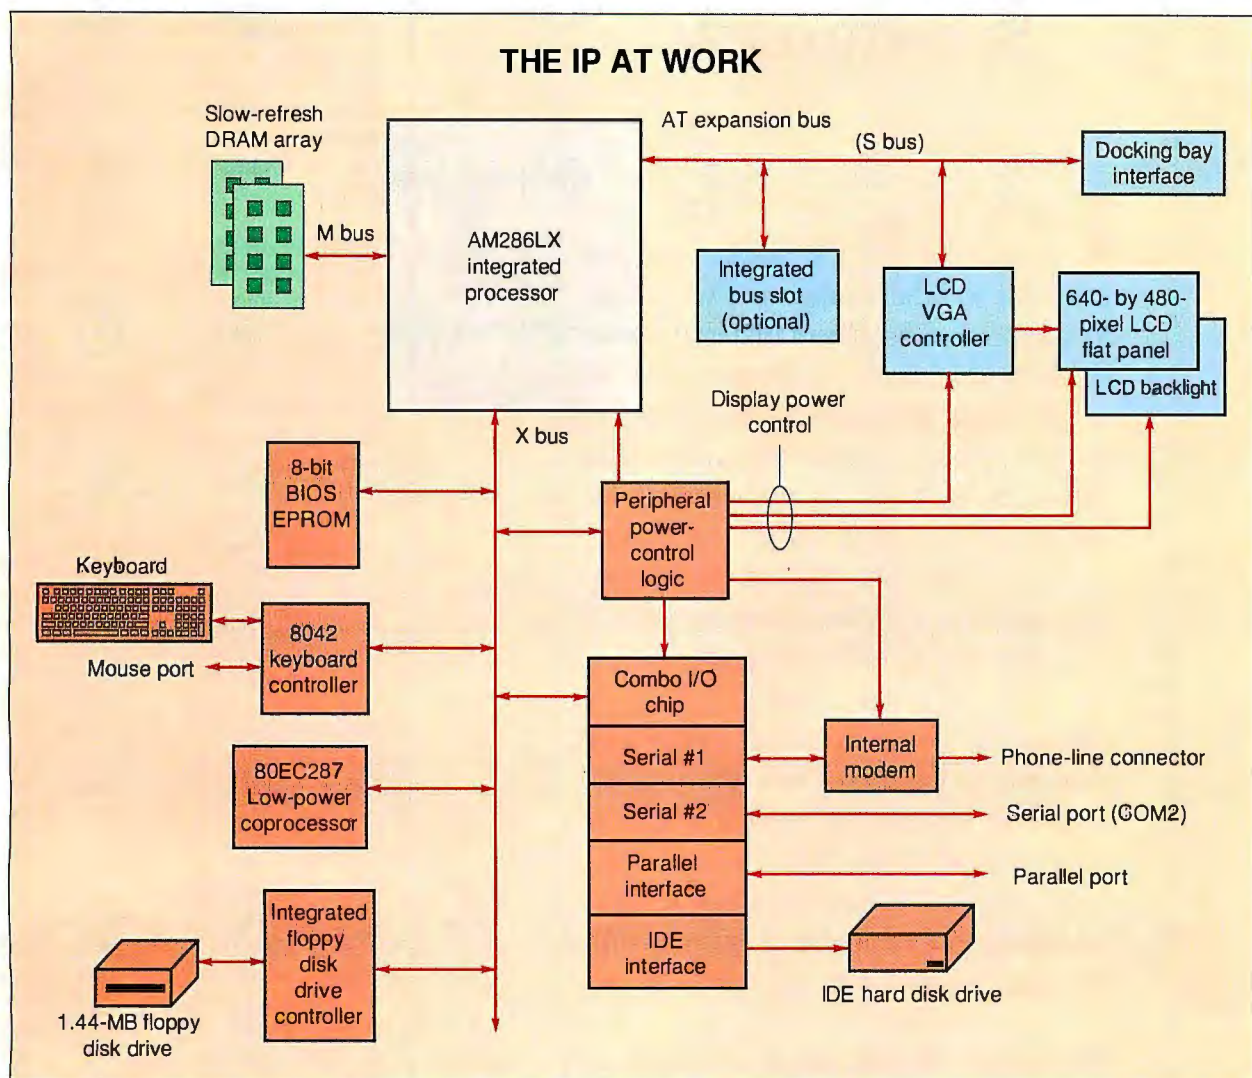 THE IP AT WORK
Slow-refresh
DRAM array
M bus
AM286LX
integrated
processor
AT expansion bus
(S bus)
Docking bay
interface
Integrated
bus slot
(optional)
LCD
VGA
controller
640- by 480-
pixel LCD
flat panel
LCD backlight
Display power
control
X bus
8-bit
BIOS
EPROM
Peripheral
power-
control
logic
Keyboard
Mouse port
8042
keyboard
controller
Combo I/O
chip
Serial #1
Internal
modem
Phone-line connector
80EC287
Low-power
coprocessor
Serial #2
Serial port (COM2)
Parallel
interface
Parallel port
Integrated
floppy
disk
drive
controller
IDE
interface
IDE hard disk drive
1.44-MB floppy
disk drive